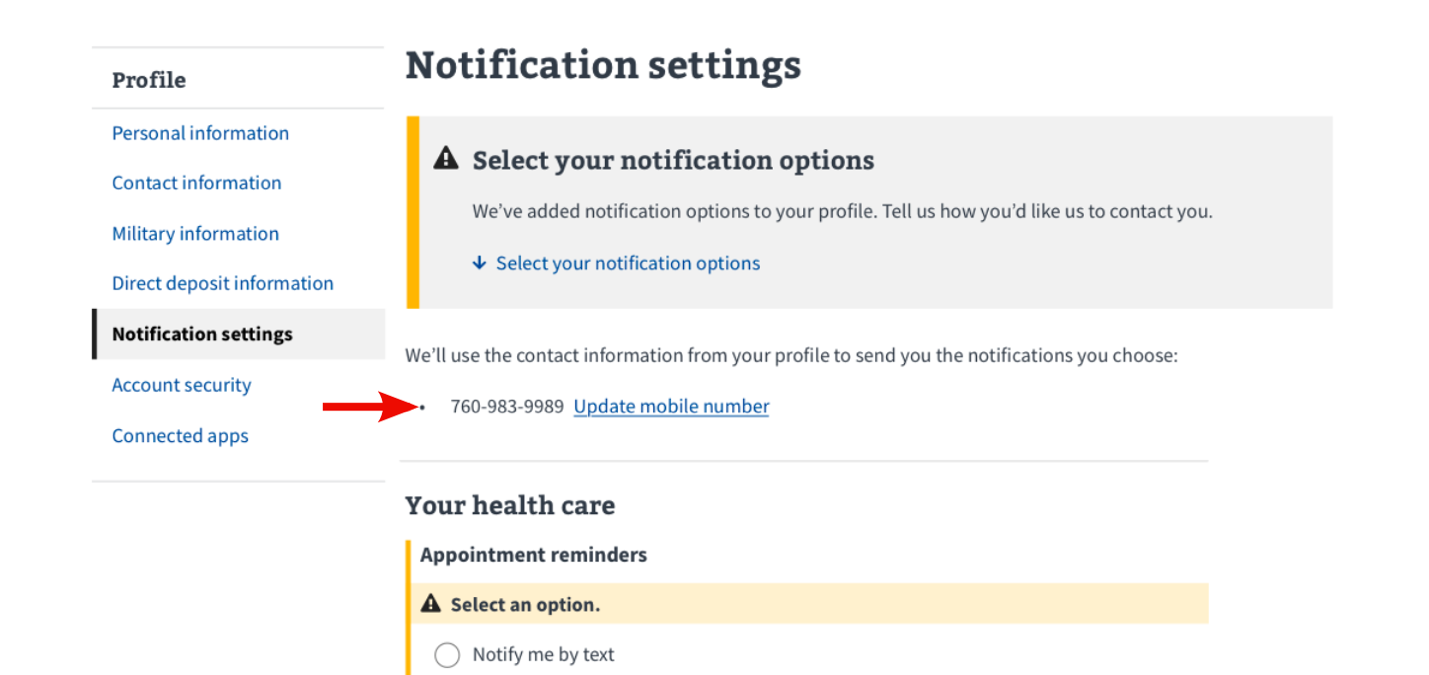 Profile
Personal information
Contact information
Military information
Direct deposit information
Notification settings
Account security
Connected apps
Notification settings
Select your notification options
We’ve added notification options to your profile. Tell us how you’d like us to contact you.
Select your notification options
We’ll use the contact information from your profile to send you the notifications you choose:
• 760-983-9989 Update mobile number
Your health care
Appointment reminders
Select an option.
Notify me by text